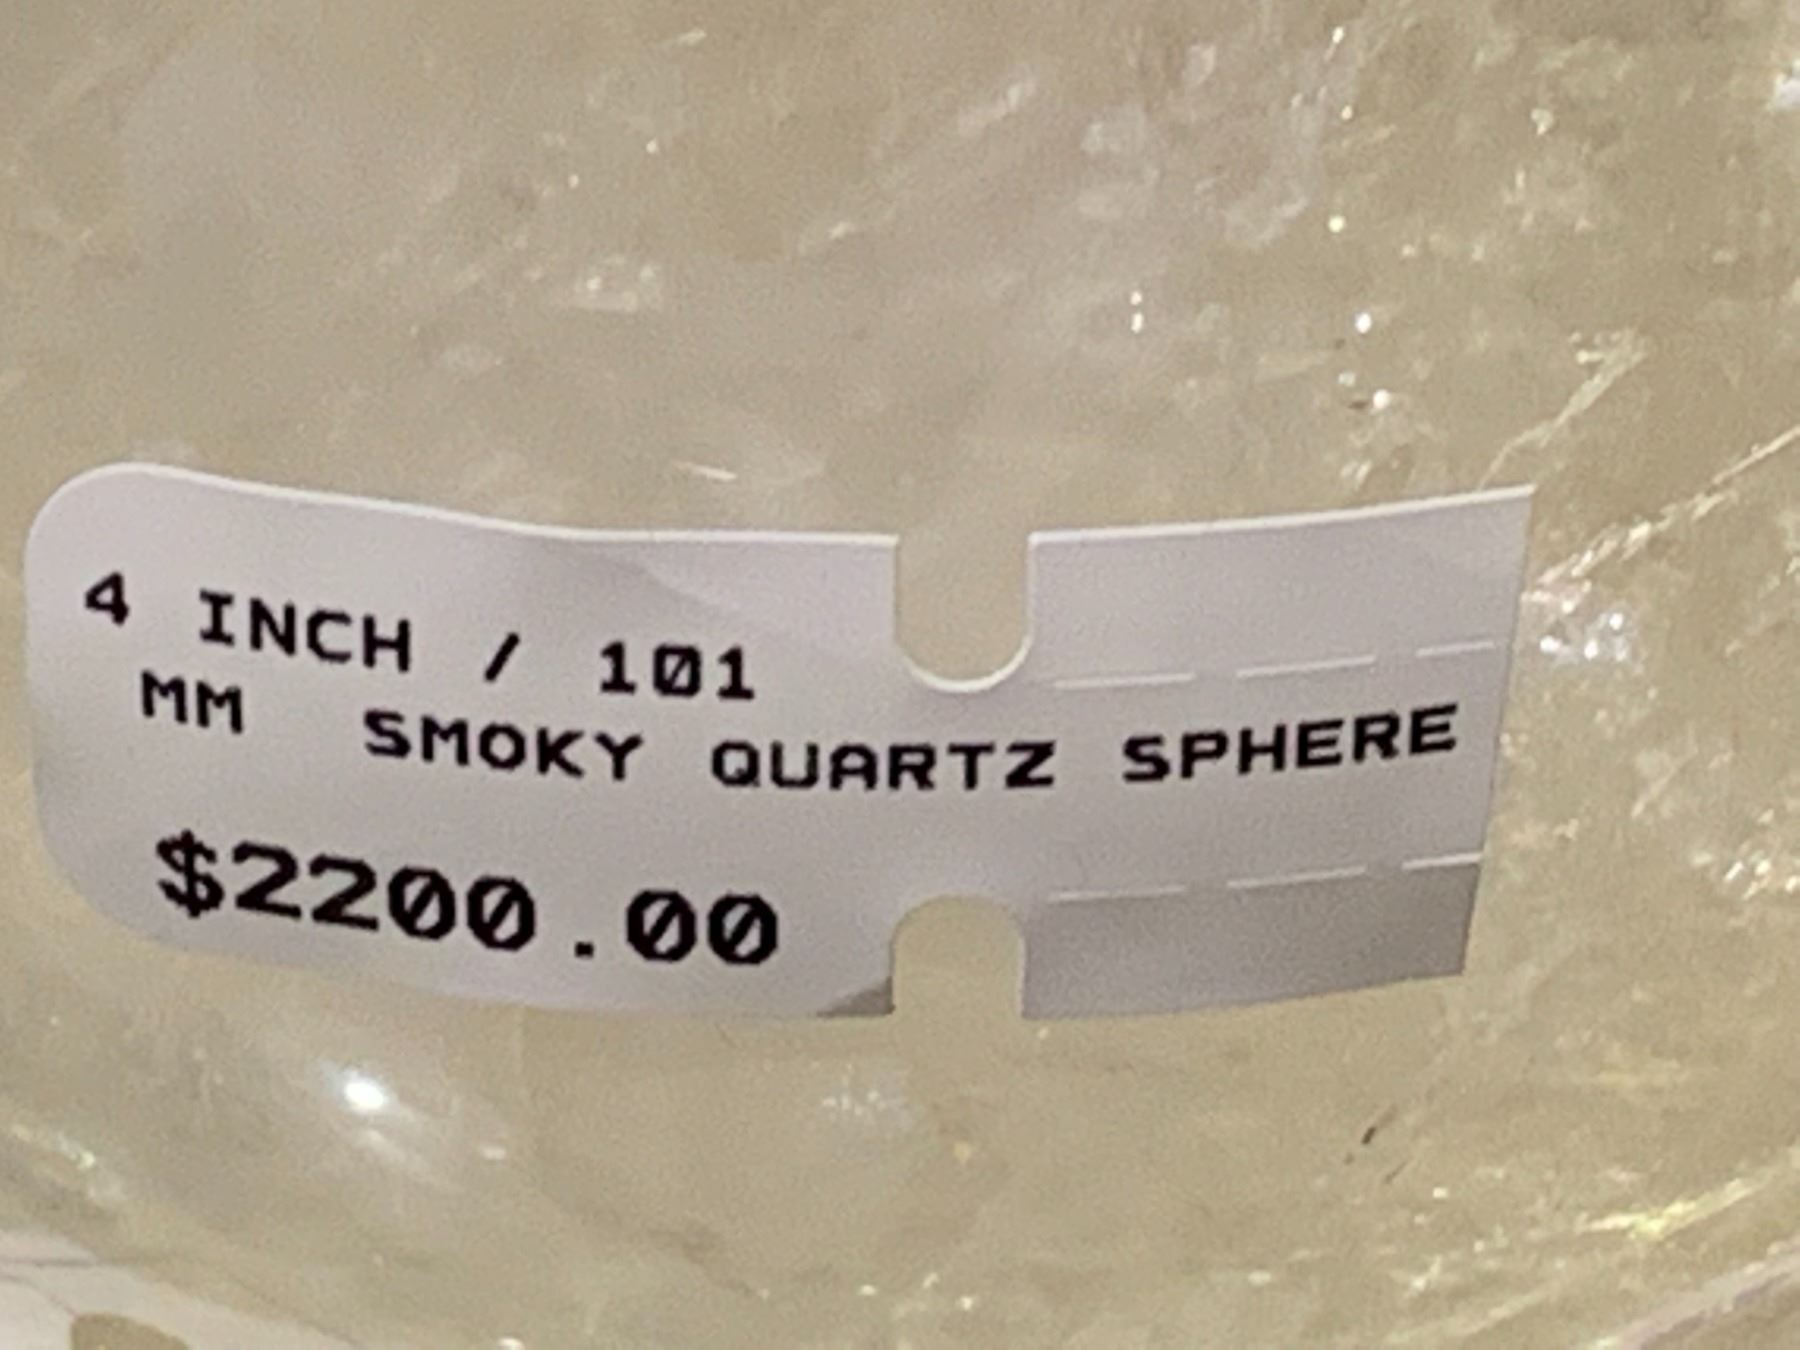 4 INCH / 101
MM SMOKY QUARTZ SPHERE
$2200.00